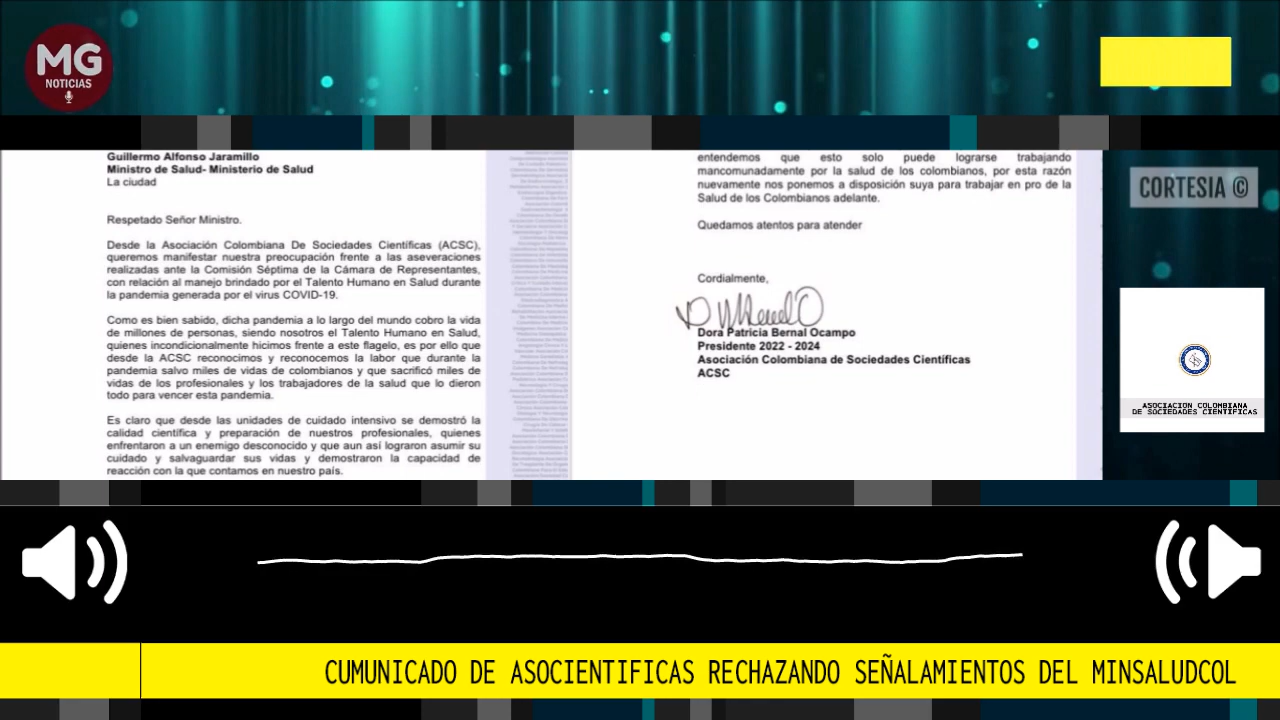 MG
NOTICIAS
Guillermo Alfonso Jaramillo
Ministro de Salud- Ministerio de Salud
La ciudad
Respetado Señor Ministro.
Desde la Asociación Colombiana De Sociedades Científicas (ACSC),
queremos manifestar nuestra preocupación frente a las aseveraciones
realizadas ante la Comisión Séptima de la Cámara de Representantes,
con relación al manejo brindado por el Talento Humano en Salud durante
la pandemia generada por el virus COVID-19.
Como es bien sabido, dicha pandemia a lo largo del mundo cobro la vida
de millones de personas, siendo nosotros el Talento Humano en Salud,
quienes incondicionalmente hicimos frente a este flagelo, es por ello que
desde la ACSC reconocimos y reconocemos la labor que durante la
pandemia salvo miles de vidas de colombianos y que sacrificó miles de
vidas de los profesionales y los trabajadores de la salud que lo dieron
todo para vencer esta pandemia.
Es claro que desde las unidades de cuidado intensivo se demostró la
calidad científica y preparación de nuestros profesionales, quienes
enfrentaron a un enemigo desconocido y que aun así lograron asumir su
cuidado y salvaguardar sus vidas y demostraron la capacidad de
reacción con la que contamos en nuestro país.
entendemos que esto solo puede lograrse trabajando
mancomunadamente por la salud de los colombianos, por esta razón
nuevamente nos ponemos a disposición suya para trabajar en pro de la
Salud de los Colombianos adelante.
Quedamos atentos para atender
Cordialmente,
Dora Patricia Bernal Ocampo
Presidente 2022 - 2024
Asociación Colombiana de Sociedades Científicas
ACSC
CORTESIA ©
ASOCIACION COLOMBIANA
DE SOCIEDADES CIENTIFICAS
CUMUNICADO DE ASOCIENTIFICAS RECHAZANDO SEÑALAMIENTOS DEL MINSALUDCOL